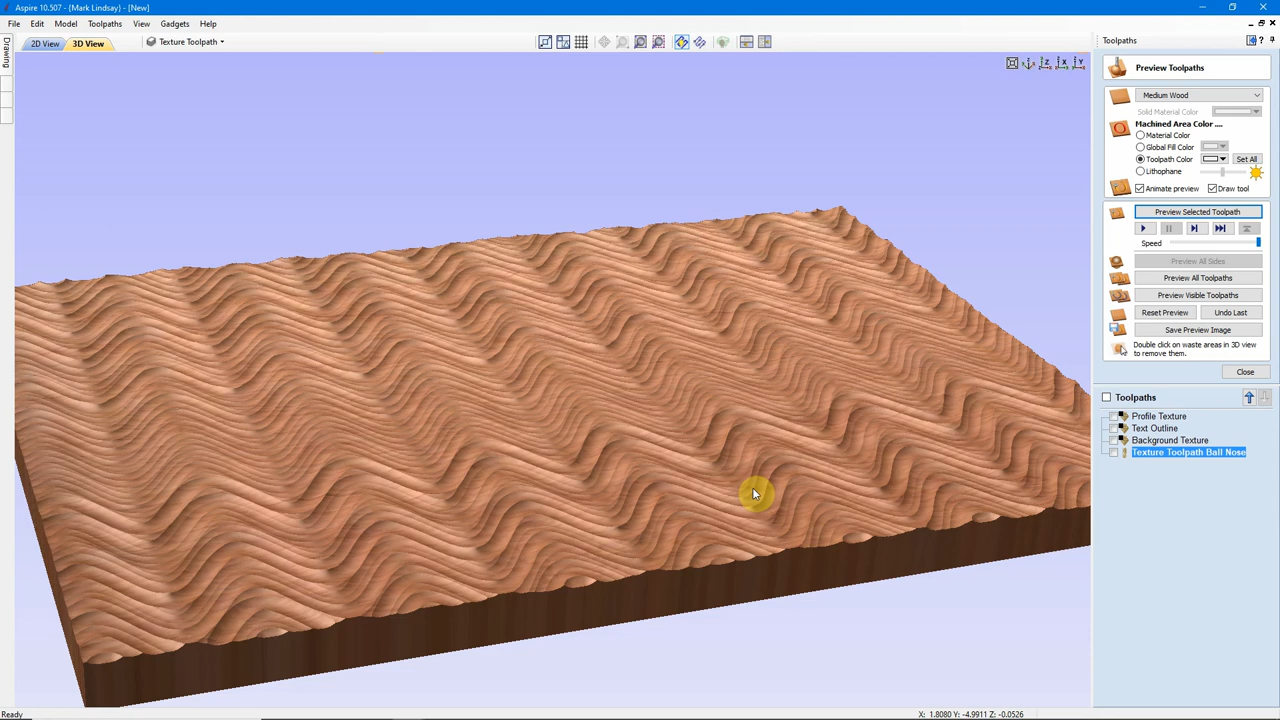 Aspire 10.507 - {Mark Lindsay} - [New]
File Edit Model Toolpaths View Gadgets Help
2D View 3D View Texture Toolpath
Drawing
Toolpaths
Preview Toolpaths
Medium Wood
Solid Material Color
Machined Area Color ....
Material Color
Global Fill Color
Toolpath Color Set All
Lithophane
Animate preview Draw tool
Preview Selected Toolpath
Speed
Preview All Sides
Preview All Toolpaths
Preview Visible Toolpaths
Reset Preview Undo Last
Save Preview Image
Double click on waste areas in 3D view
to remove them.
Close
Toolpaths
Profile Texture
Text Outline
Background Texture
Texture Toolpath Ball Nose
Ready X: 1.8080 Y: -4.9911 Z: -0.0526